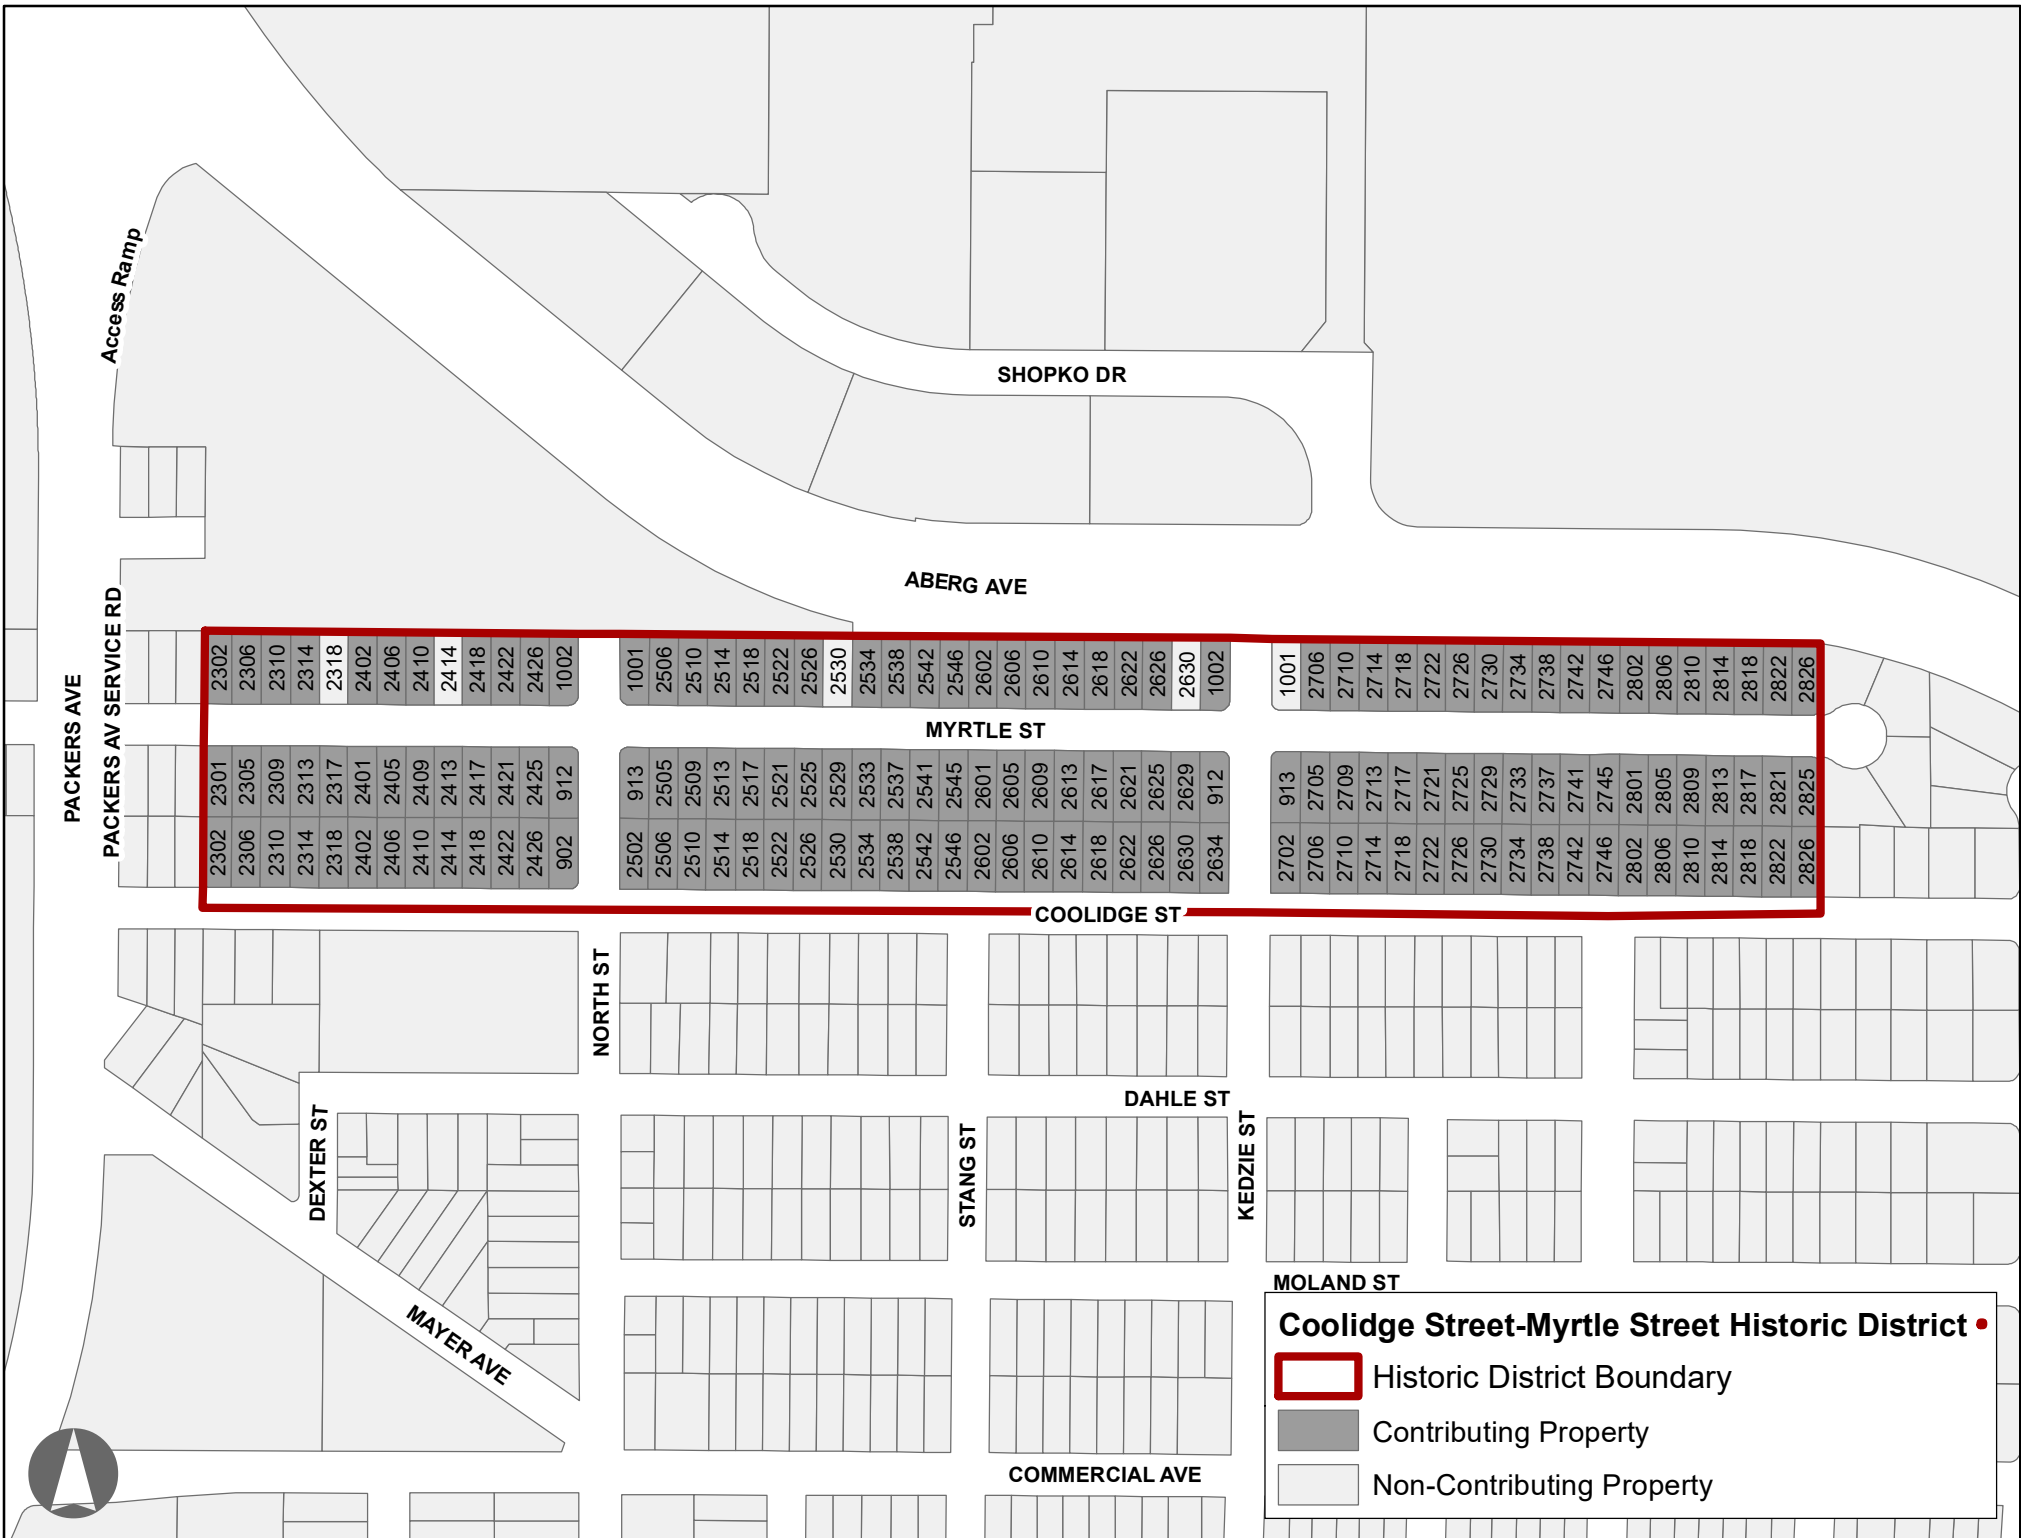 Access Ramp
SHOPKO DR
ABERG AVE
PACKERS AVE
PACKERS AV SERVICE RD
2302 2306 2310 2314 2318 2402 2406 2410 2414 2418 2422 2426 1002
1001 2506 2510 2514 2518 2522 2526 2530 2534 2538 2542 2546 2602 2606 2610 2614 2618 2622 2626 2630 1002
1001 2706 2710 2714 2718 2722 2726 2730 2734 2738 2742 2746 2802 2806 2810 2814 2818 2822 2826
MYRTLE ST
2301 2305 2309 2313 2317 2401 2405 2409 2413 2417 2421 2425 912
913 2505 2509 2513 2517 2521 2525 2529 2533 2537 2541 2545 2601 2605 2609 2613 2617 2621 2625 2629 912
913 2705 2709 2713 2717 2721 2725 2729 2733 2737 2741 2745 2801 2805 2809 2813 2817 2821 2825
2302 2306 2310 2314 2318 2402 2406 2410 2414 2418 2422 2426 902
2502 2506 2510 2514 2518 2522 2526 2530 2534 2538 2542 2546 2602 2606 2610 2614 2618 2622 2626 2630 2634
2702 2706 2710 2714 2718 2722 2726 2730 2734 2738 2742 2746 2802 2806 2810 2814 2818 2822 2826
COOLIDGE ST
NORTH ST
DAHLE ST
DEXTER ST
STANG ST
KEDZIE ST
MOLAND ST
MAYER AVE
COMMERCIAL AVE
Coolidge Street-Myrtle Street Historic District
Historic District Boundary
Contributing Property
Non-Contributing Property